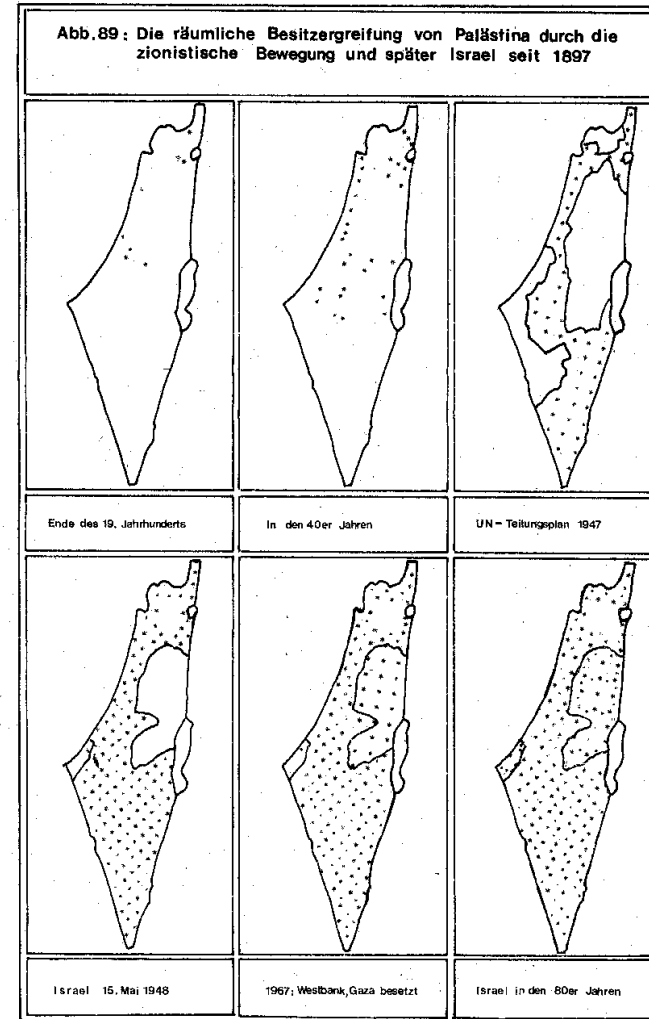 Abb.89: Die räumliche Besitzergreifung von Palästina durch die
zionistische Bewegung und später Israel seit 1897
Ende des 19. Jahrhunderts
In den 40er Jahren
UN-Teilungsplan 1947
Israel 15. Mai 1948
1967; Westbank, Gaza besetzt
Israel in den 80er Jahren